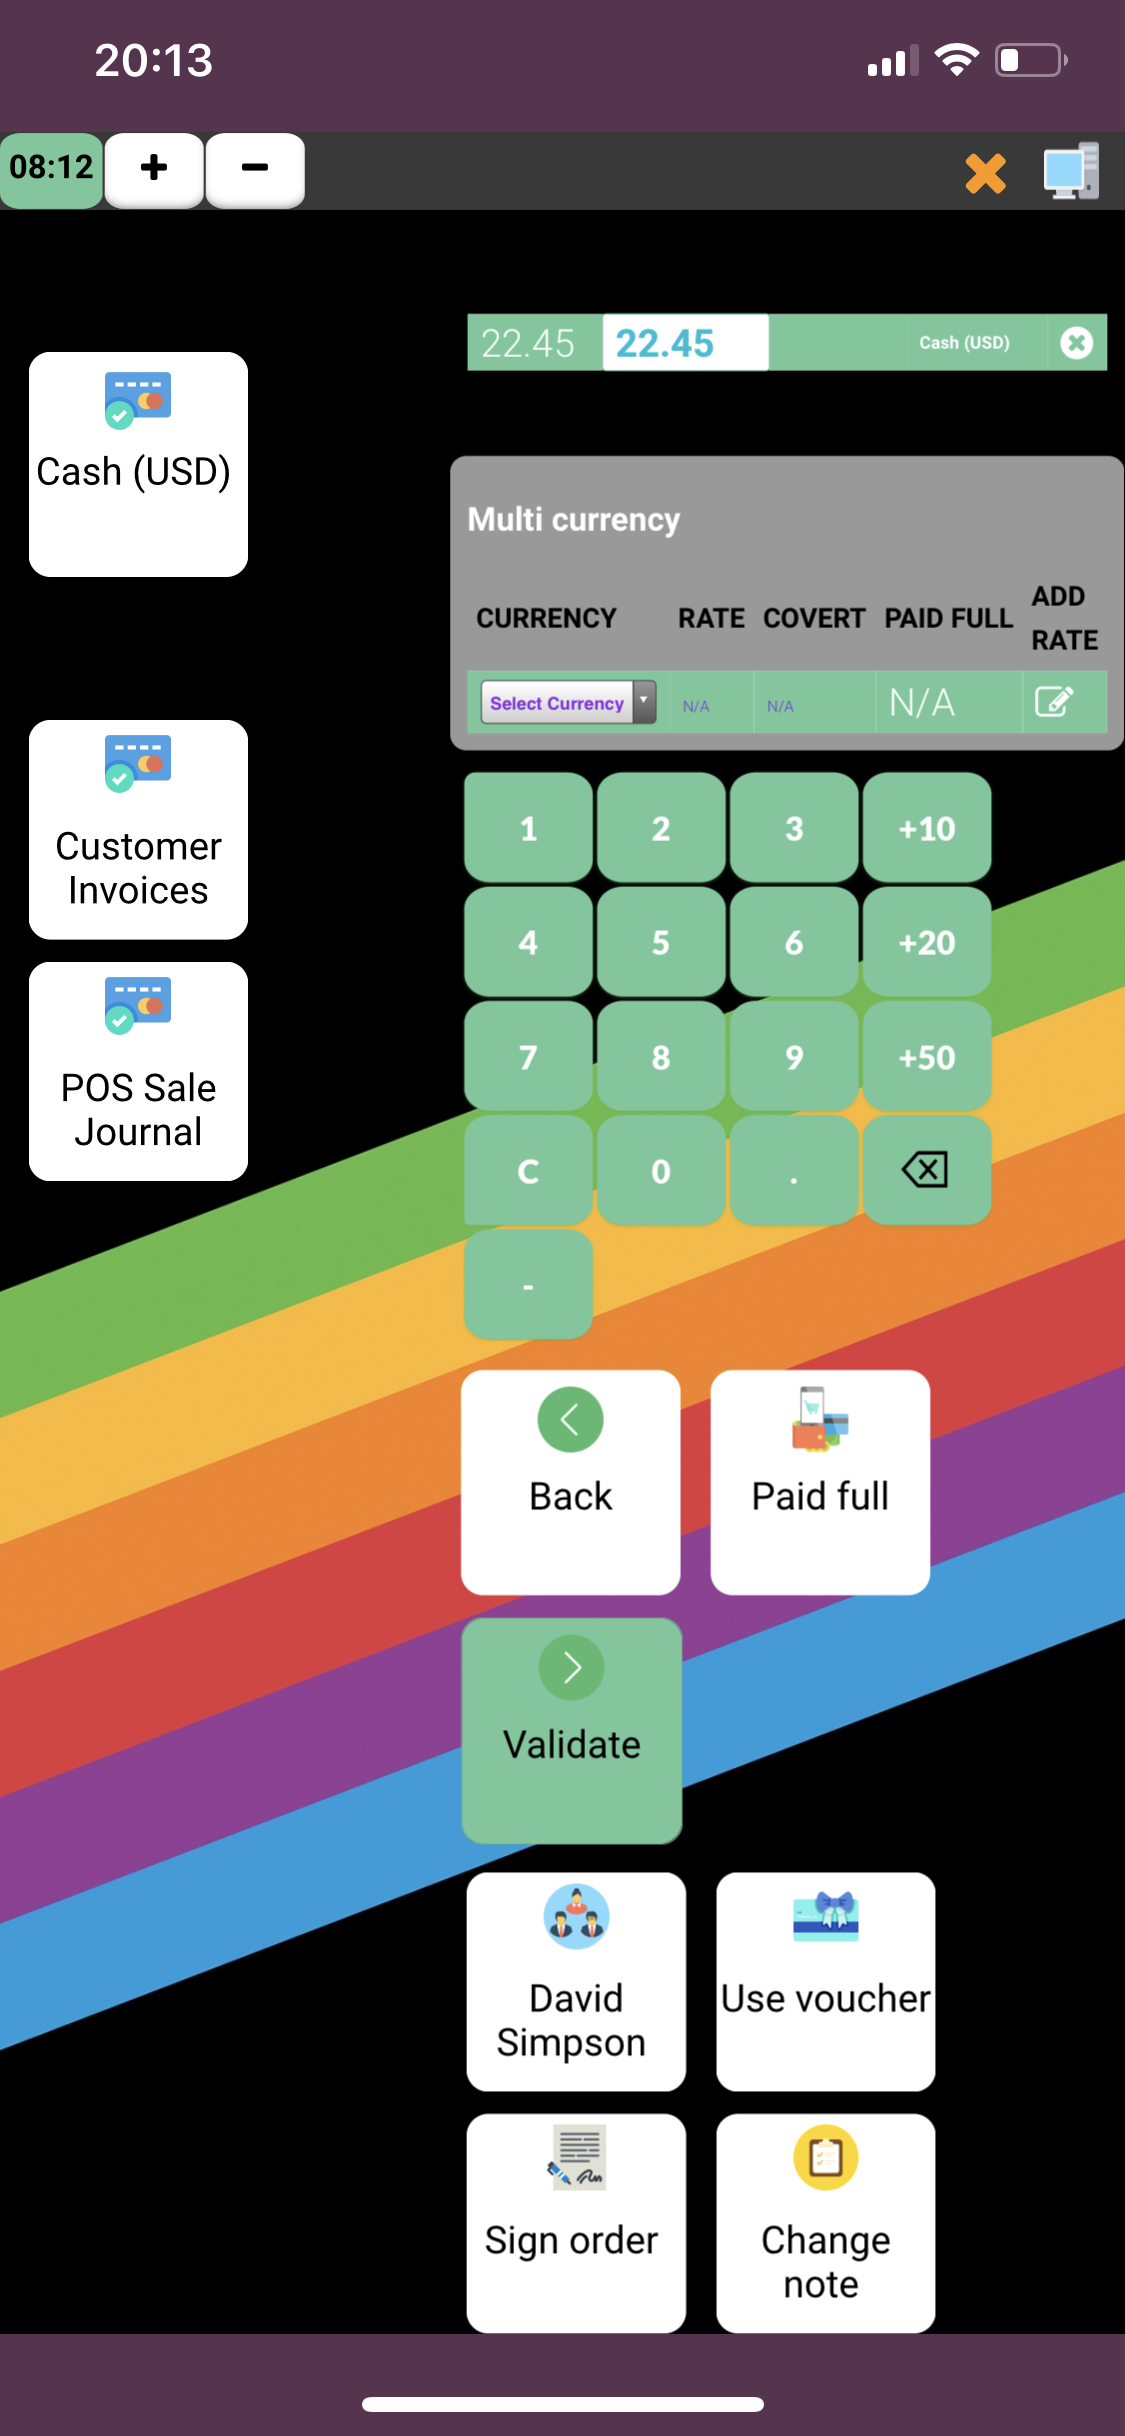 20:13
08:12 + -
22.45 22.45 Cash (USD)
Cash (USD)
Multi currency
CURRENCY RATE COVERT PAID FULL ADD RATE
Select Currency N/A N/A N/A
Customer
Invoices
POS Sale
Journal
1 2 3 +10
4 5 6 +20
7 8 9 +50
C 0 .
-
Back Paid full
Validate
David
Simpson
Use voucher
Sign order
Change
note